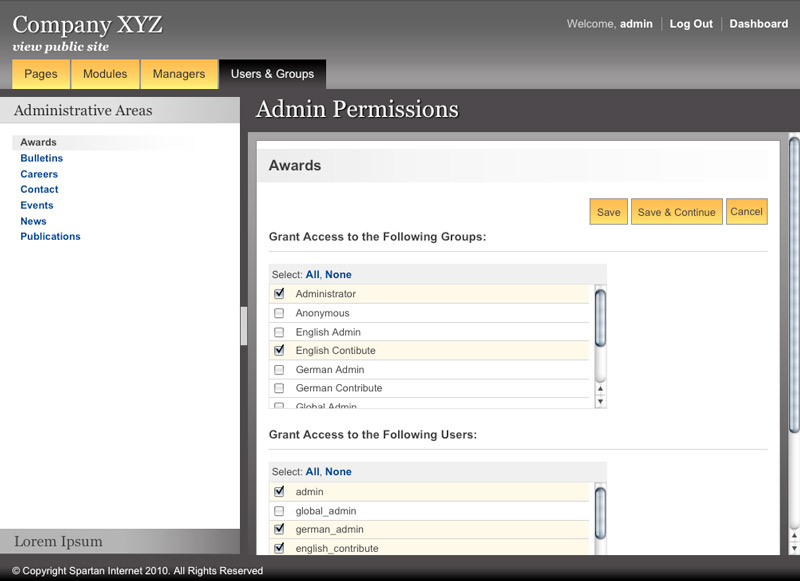 Company XYZ
view public site
Welcome, admin | Log Out | Dashboard
Pages Modules Managers Users & Groups
Administrative Areas
Awards
Bulletins
Careers
Contact
Events
News
Publications
Lorem Ipsum
Admin Permissions
Awards
Save Save & Continue Cancel
Grant Access to the Following Groups:
Select: All, None
Administrator
Anonymous
English Admin
English Contibute
German Admin
German Contribute
Global Admin
Grant Access to the Following Users:
Select: All, None
admin
global_admin
german_admin
english_contribute
© Copyright Spartan Internet 2010. All Rights Reserved